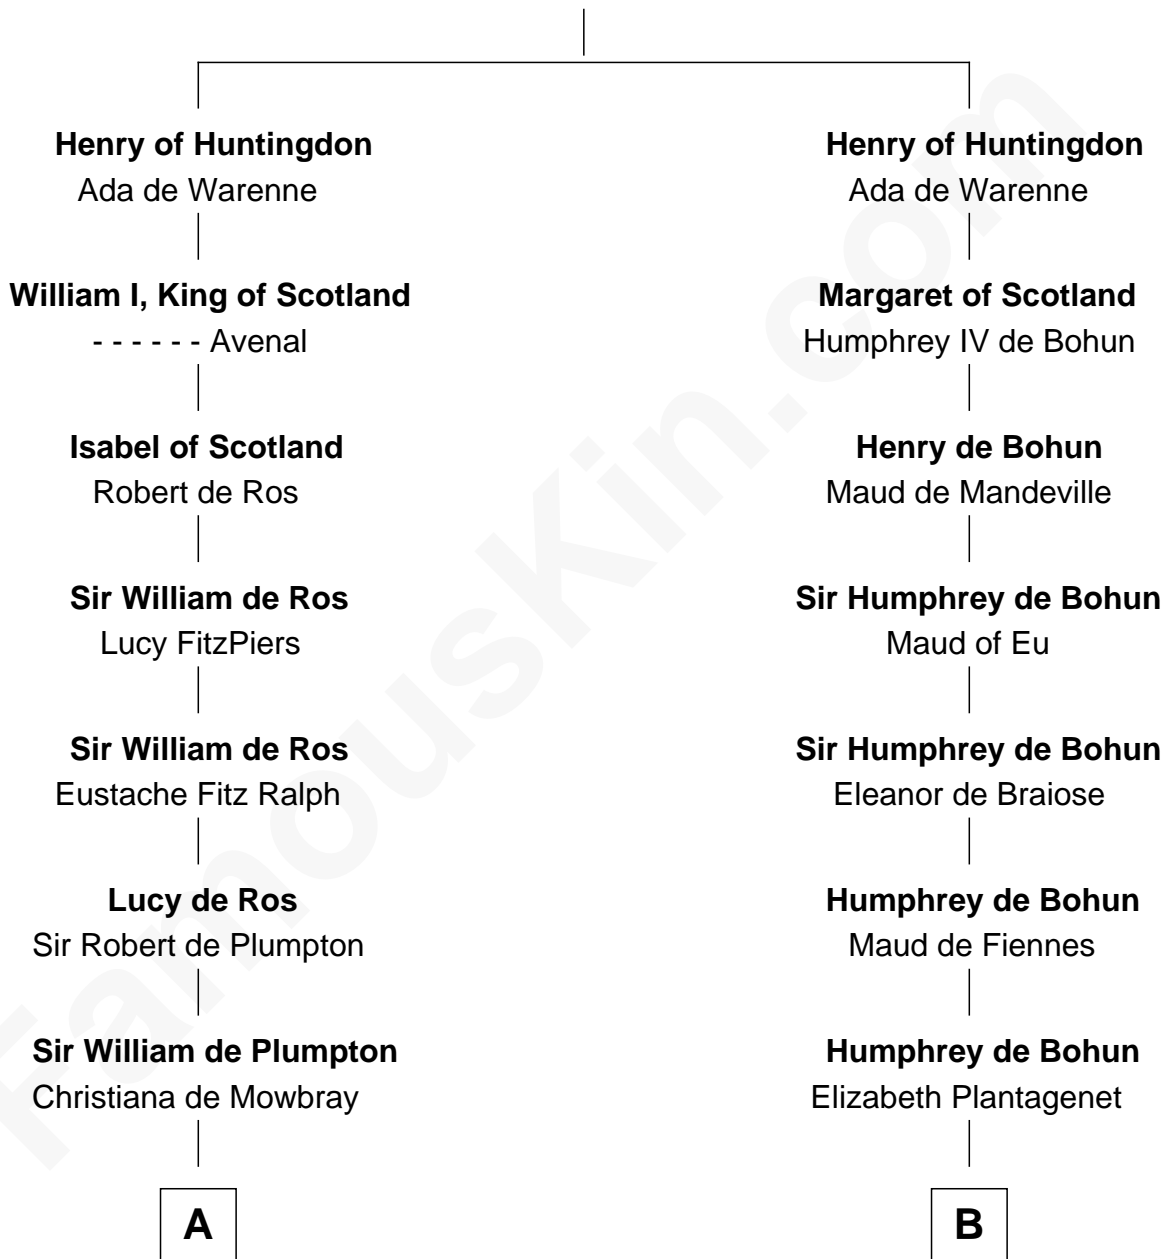 Henry of Huntingdon
Ada de Warenne
William I, King of Scotland
- - - - - - Avenal
Isabel of Scotland
Robert de Ros
Sir William de Ros
Lucy FitzPiers
Sir William de Ros
Eustache Fitz Ralph
Lucy de Ros
Sir Robert de Plumpton
Sir William de Plumpton
Christiana de Mowbray
A
Henry of Huntingdon
Ada de Warenne
Margaret of Scotland
Humphrey IV de Bohun
Henry de Bohun
Maud de Mandeville
Sir Humphrey de Bohun
Maud of Eu
Sir Humphrey de Bohun
Eleanor de Braiose
Humphrey de Bohun
Maud de Fiennes
Humphrey de Bohun
Elizabeth Plantagenet
B
FamousKin.com